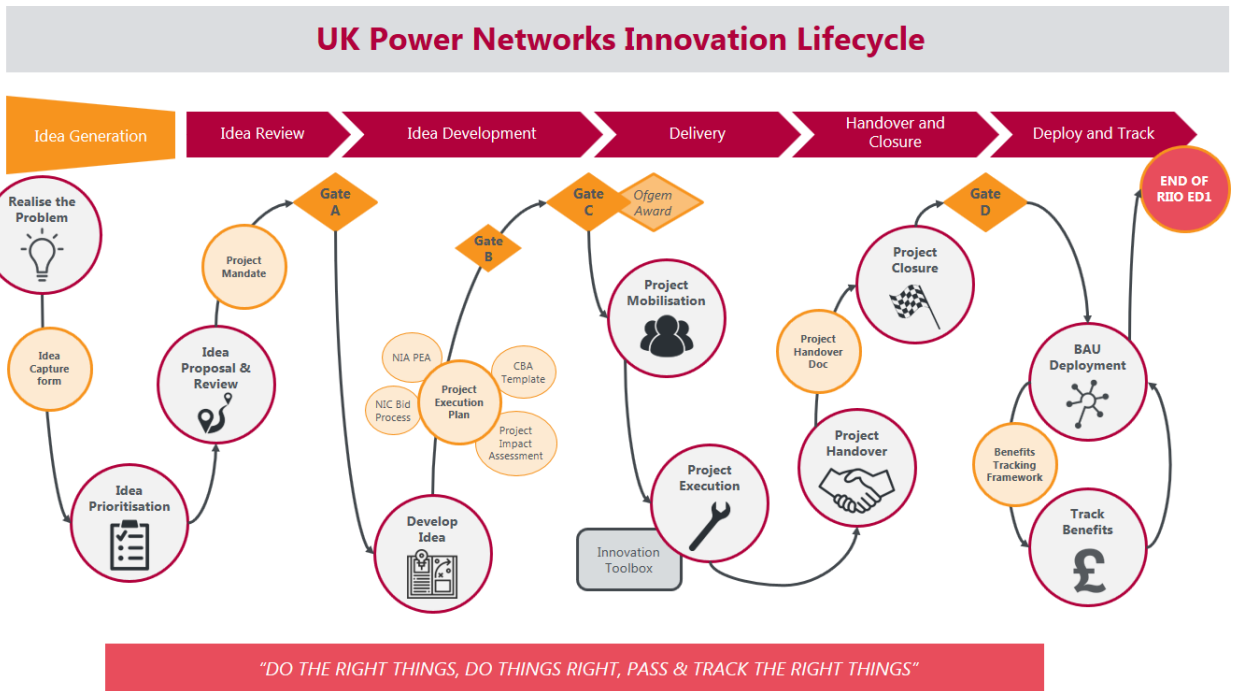 UK Power Networks Innovation Lifecycle
Idea Generation
Idea Review
Idea Development
Delivery
Handover and
Closure
Deploy and Track
Realise the
Problem
Idea
Capture
form
Idea
Prioritisation
Idea
Proposal &
Review
Project
Mandate
Gate
A
Develop
Idea
NIA PEA
CBA
Template
NIC Bid
Process
Project
Execution
Plan
Project
Impact
Assessment
Gate
B
Gate
C
Ofgem
Award
Project
Mobilisation
Project
Execution
Innovation
Toolbox
Project
Handover
Project
Handover
Doc
Project
Closure
Gate
D
BAU
Deployment
Benefits
Tracking
Framework
Track
Benefits
£
END OF
RIIO ED1
“DO THE RIGHT THINGS, DO THINGS RIGHT, PASS & TRACK THE RIGHT THINGS”